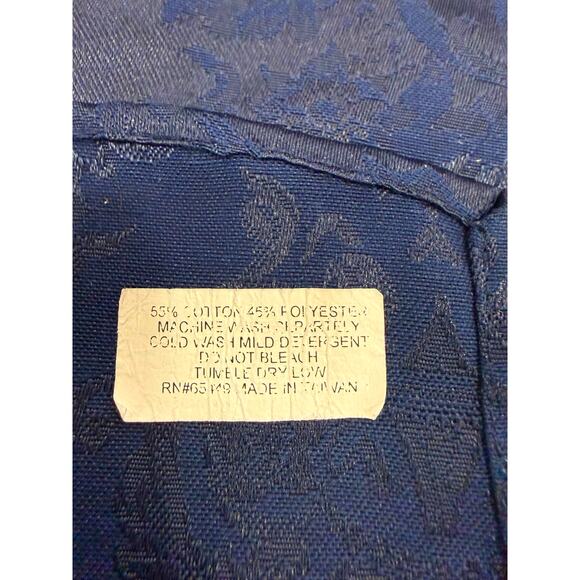 55% COTTON 45% POLYESTER
MACHINE WASH SEPARTELY
COLD WASH MILD DETERGENT
DO NOT BLEACH
TUMBLE DRY LOW
MADE IN TAIWAN